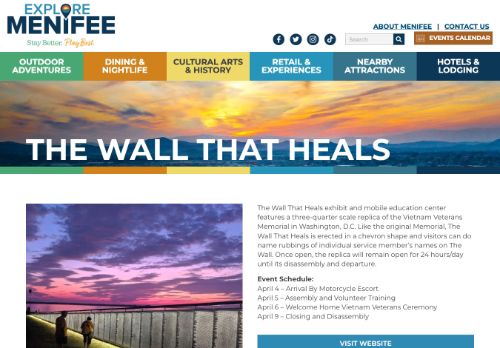 EXPLORE
MENIFEE
Stay Better. Play Best.
ABOUT MENIFEE | CONTACT US
Search
EVENTS CALENDAR
OUTDOOR ADVENTURES
DINING & NIGHTLIFE
CULTURAL ARTS & HISTORY
RETAIL & EXPERIENCES
NEARBY ATTRACTIONS
HOTELS & LODGING
THE WALL THAT HEALS
The Wall That Heals exhibit and mobile education center
features a three-quarter scale replica of the Vietnam Veterans
Memorial in Washington, D.C. Like the original Memorial, The
Wall That Heals is erected in a chevron shape and visitors can do
name rubbings of individual service member's names on The
Wall. Once open, the replica will remain open for 24 hours/day
until its disassembly and departure.
Event Schedule:
April 4 – Arrival By Motorcycle Escort
April 5 – Assembly and Volunteer Training
April 6 – Welcome Home Vietnam Veterans Ceremony
April 9 – Closing and Disassembly
VISIT WEBSITE